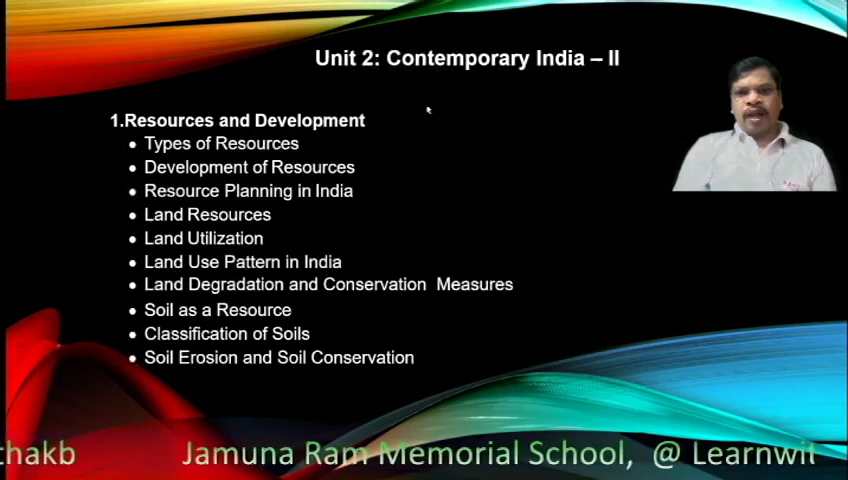 Unit 2: Contemporary India – II
1.Resources and Development
• Types of Resources
• Development of Resources
• Resource Planning in India
• Land Resources
• Land Utilization
• Land Use Pattern in India
• Land Degradation and Conservation Measures
• Soil as a Resource
• Classification of Soils
• Soil Erosion and Soil Conservation
Jamuna Ram Memorial School, @ Learnwit